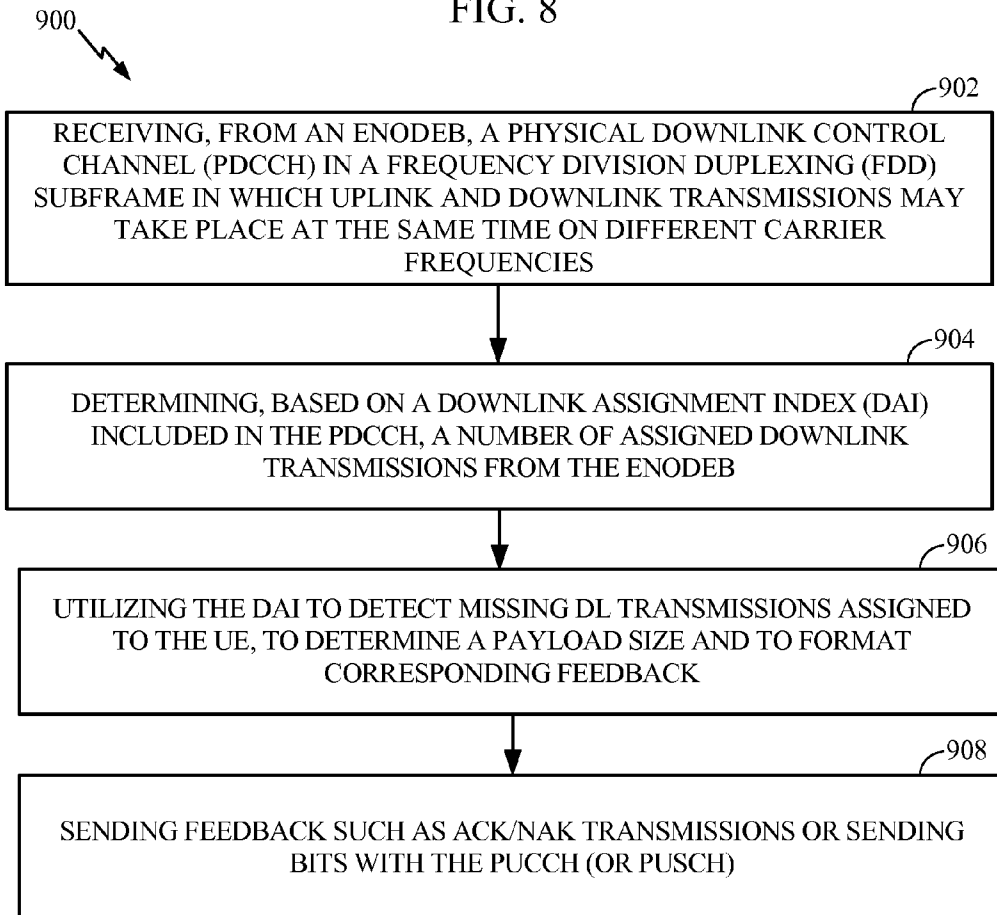 FIG. 8
900
902
RECEIVING, FROM AN ENODEB, A PHYSICAL DOWNLINK CONTROL
CHANNEL (PDCCH) IN A FREQUENCY DIVISION DUPLEXING (FDD)
SUBFRAME IN WHICH UPLINK AND DOWNLINK TRANSMISSIONS MAY
TAKE PLACE AT THE SAME TIME ON DIFFERENT CARRIER
FREQUENCIES
904
DETERMINING, BASED ON A DOWNLINK ASSIGNMENT INDEX (DAI)
INCLUDED IN THE PDCCH, A NUMBER OF ASSIGNED DOWNLINK
TRANSMISSIONS FROM THE ENODEB
906
UTILIZING THE DAI TO DETECT MISSING DL TRANSMISSIONS ASSIGNED
TO THE UE, TO DETERMINE A PAYLOAD SIZE AND TO FORMAT
CORRESPONDING FEEDBACK
908
SENDING FEEDBACK SUCH AS ACK/NAK TRANSMISSIONS OR SENDING
BITS WITH THE PUCCH (OR PUSCH)